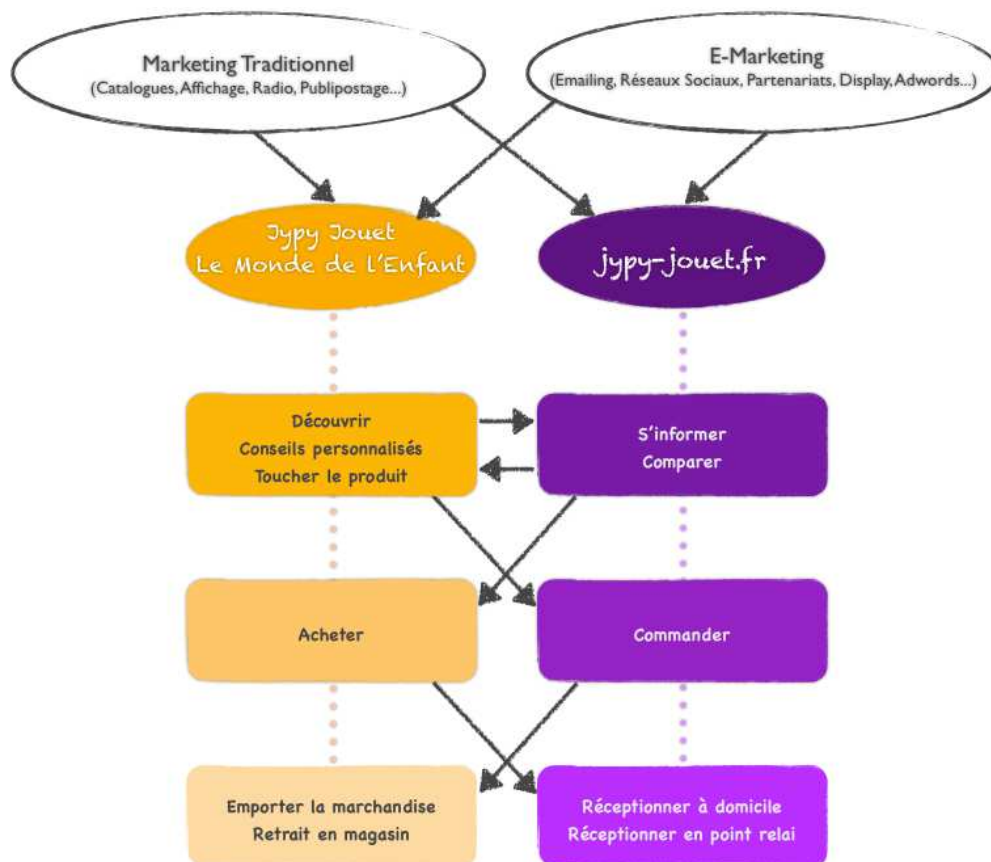 Marketing Traditionnel
(Catalogues, Affichage, Radio, Publipostage...)
E-Marketing
(Emailing, Réseaux Sociaux, Partenariats, Display, Adwords...)
Jypy Jouet
Le Monde de l'Enfant
jypy-jouet.fr
Découvrir
Conseils personnalisés
Toucher le produit
S'informer
Comparer
Acheter
Commander
Emporter la marchandise
Retrait en magasin
Réceptionner à domicile
Réceptionner en point relai